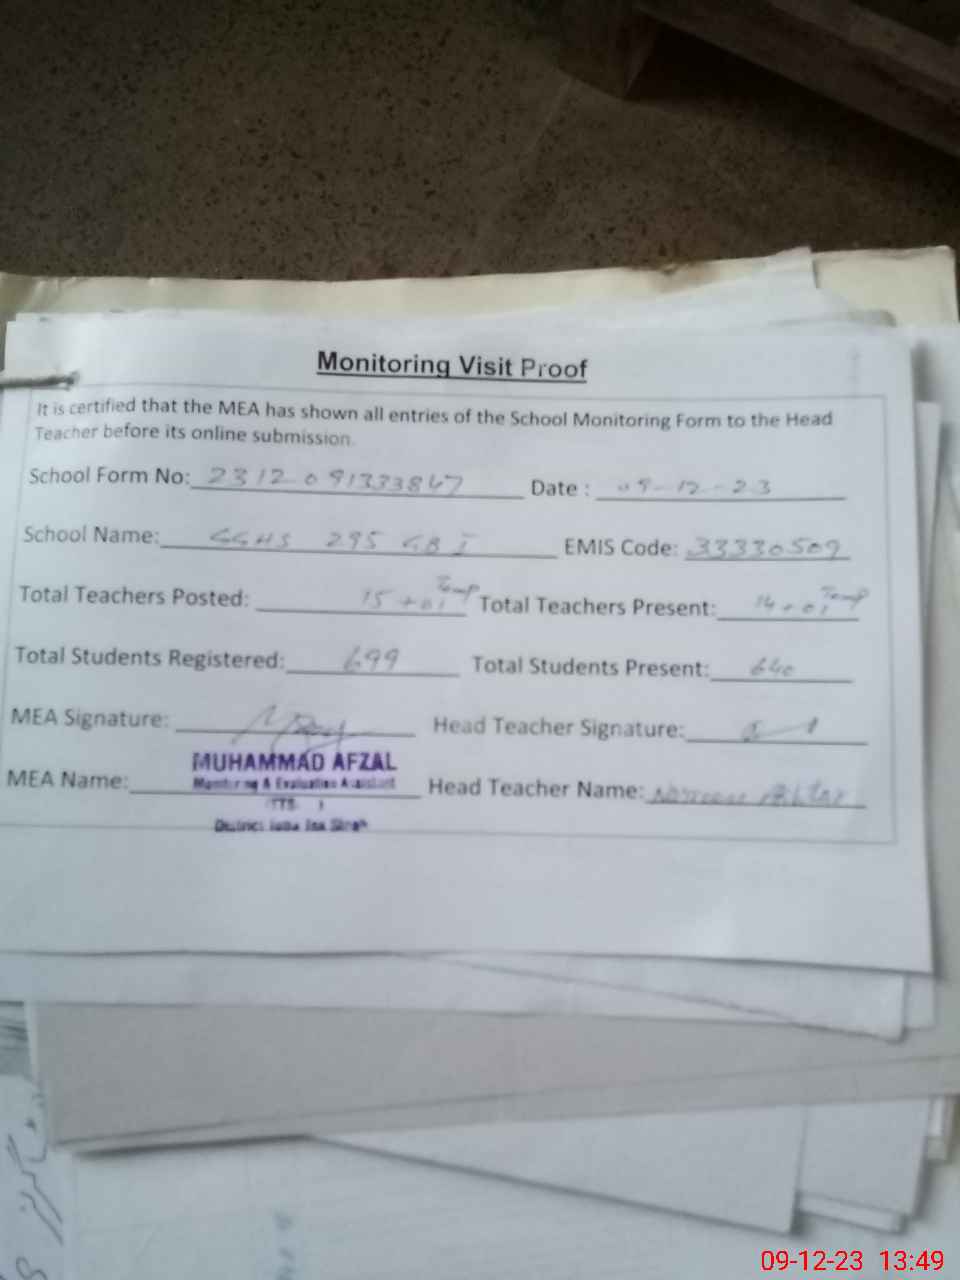 Monitoring Visit Proof
It is certified that the MEA has shown all entries of the School Monitoring Form to the Head
Teacher before its online submission.
School Form No: 2312091333847 Date : 09-12-23
School Name: GGHS 295 GB I EMIS Code: 33330509
Total Teachers Posted: 15+01 Temp Total Teachers Present: 14+01 Temp
Total Students Registered: 699 Total Students Present: 640
MEA Signature: Head Teacher Signature:
MUHAMMAD AFZAL
Monitoring & Evaluation Assistant
MEA Name: Head Teacher Name: Akhtar
District
09-12-23 13:49